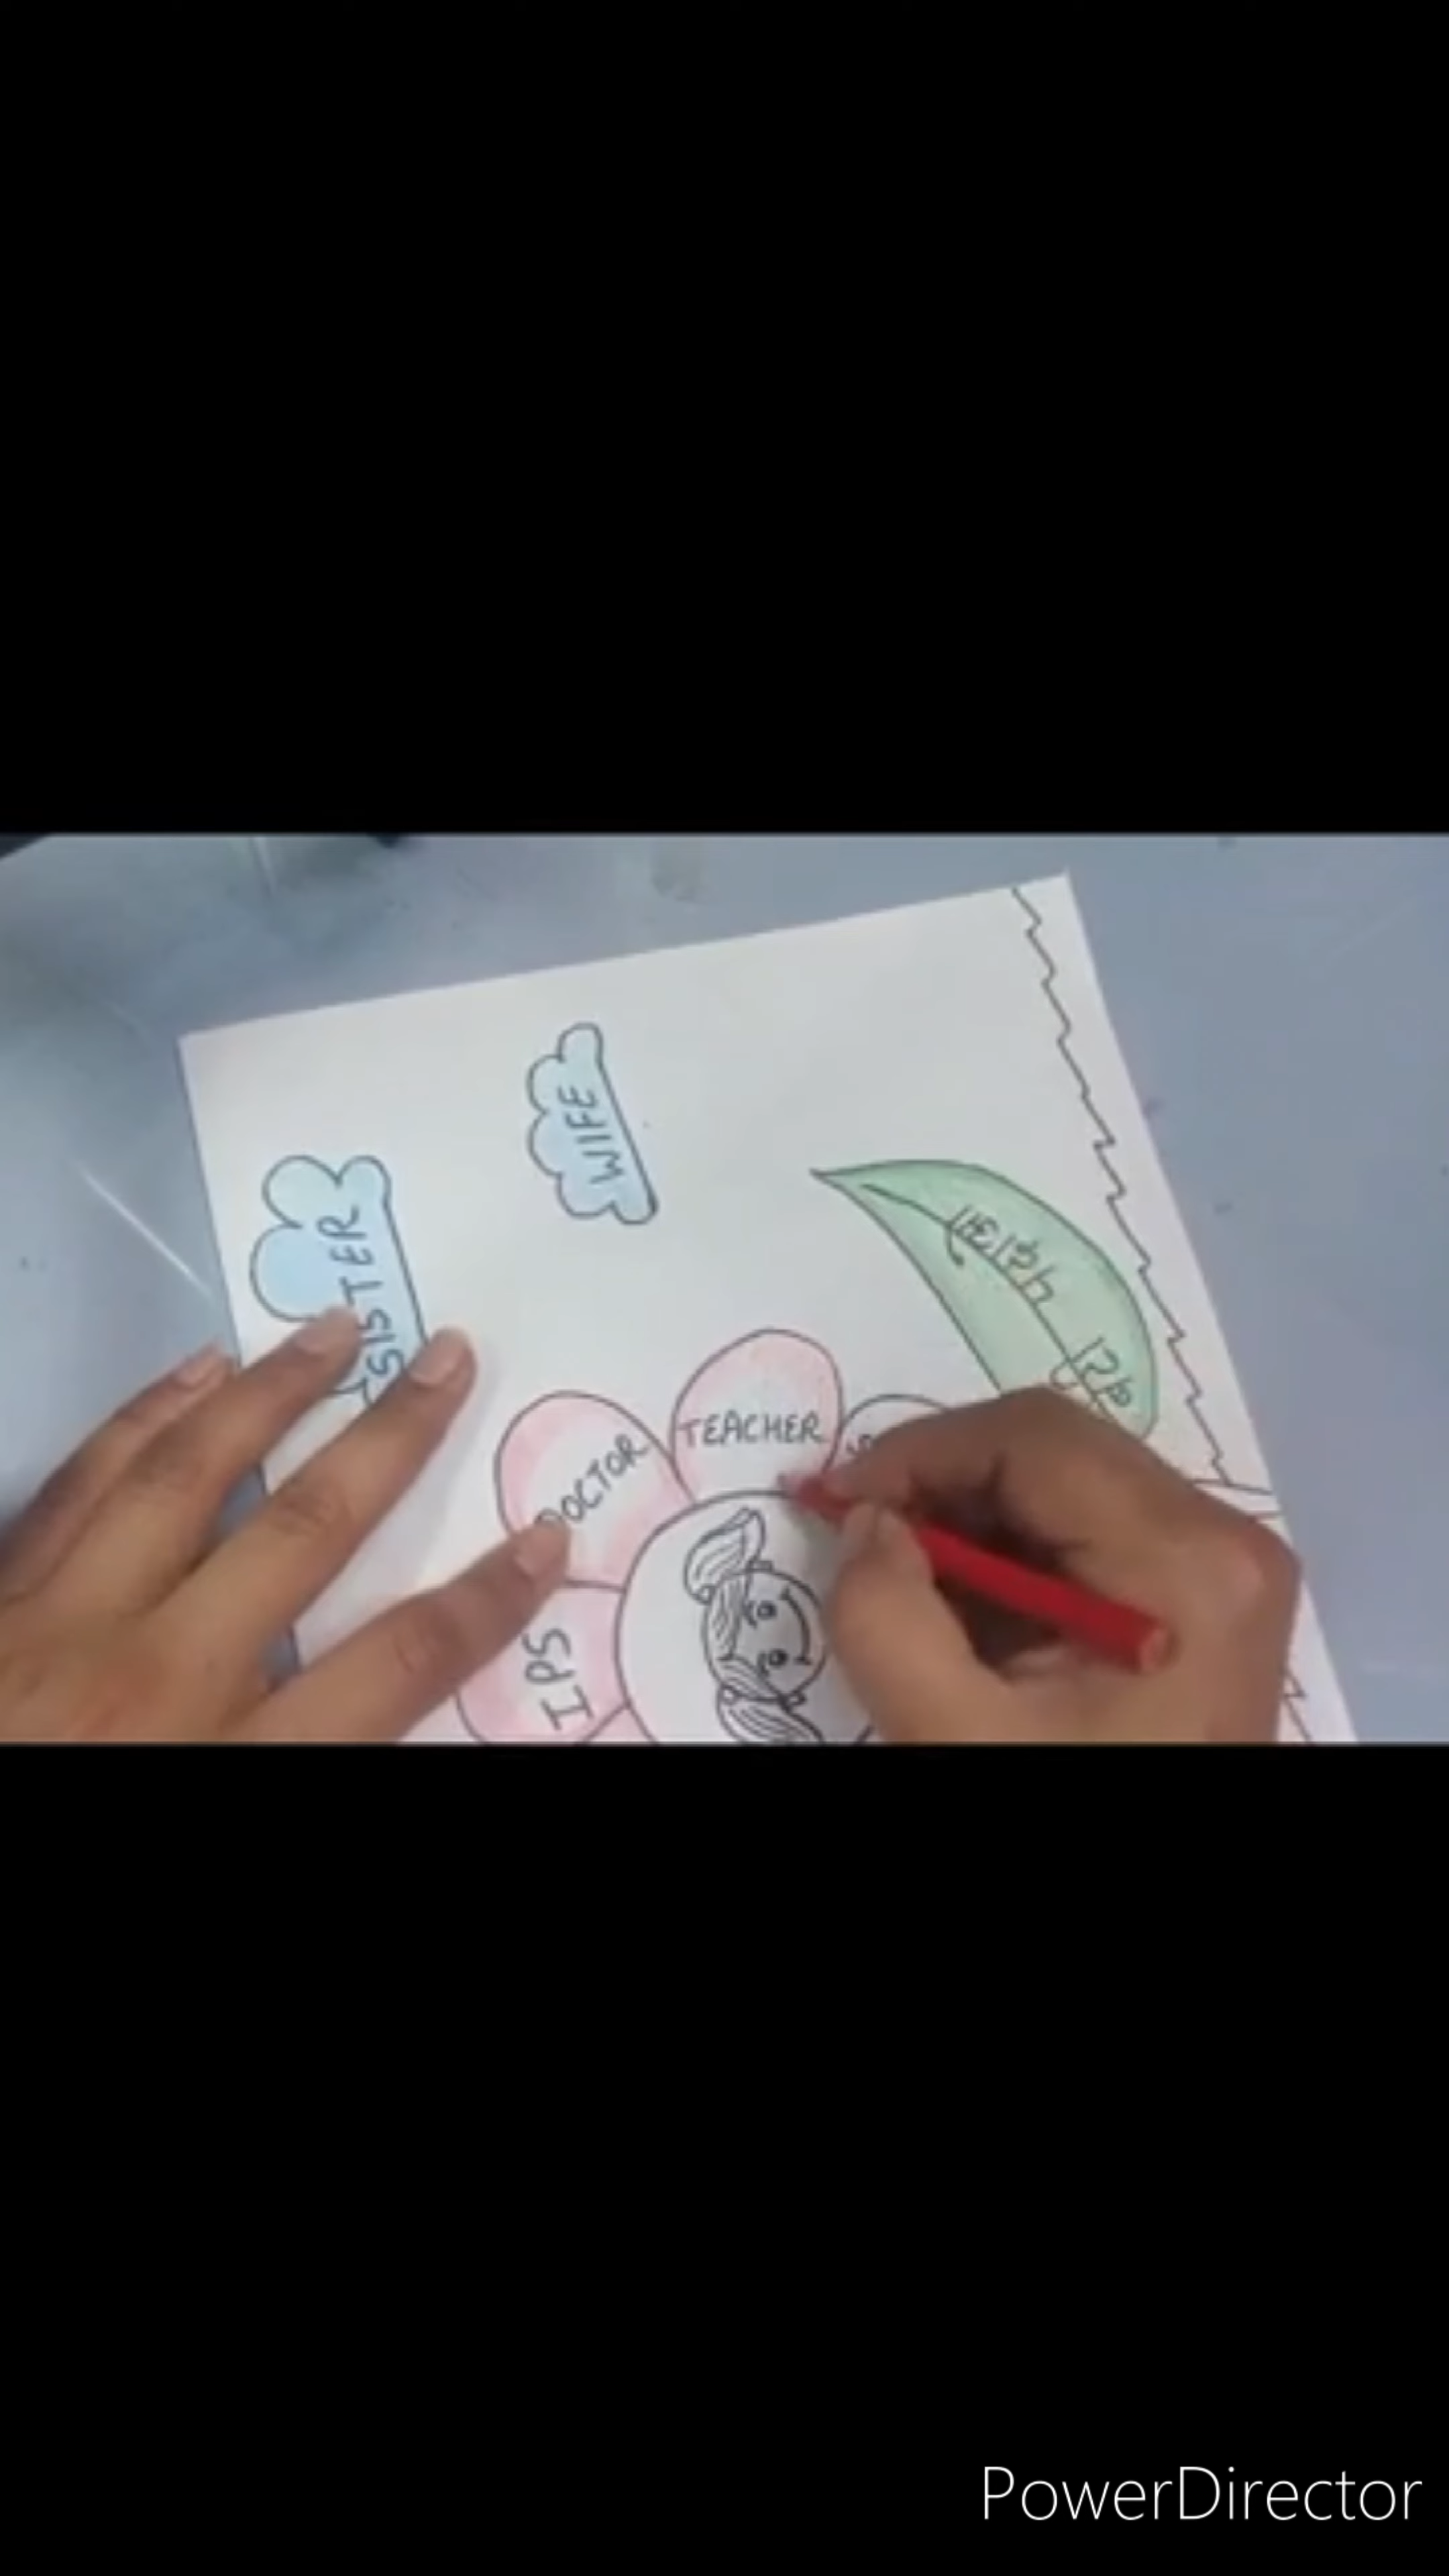 WIFE
SISTER
TEACHER
DOCTOR
IPS
PowerDirector